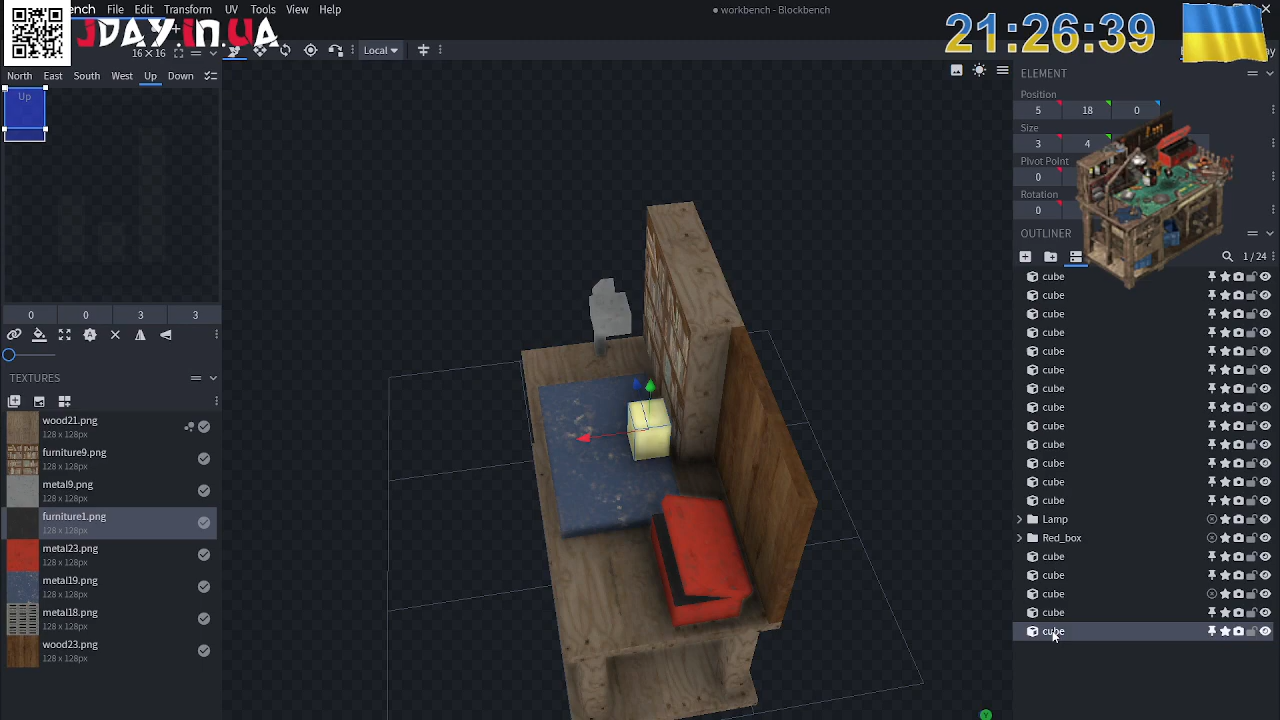 bench File Edit Transform UV Tools View Help
● workbench - Blockbench
JDAY.IN.UA
21:26:39
16×16
Local
North East South West Up Down
Up
0 0 3 3
TEXTURES
wood21.png
128 x 128px
furniture9.png
128 x 128px
metal9.png
128 x 128px
furniture1.png
128 x 128px
metal23.png
128 x 128px
metal19.png
128 x 128px
metal18.png
128 x 128px
wood23.png
128 x 128px
ELEMENT
Position
5 18 0
Size
3 4
Pivot Point
0
Rotation
0
OUTLINER
1/24
cube
cube
cube
cube
cube
cube
cube
cube
cube
cube
cube
cube
cube
Lamp
Red_box
cube
cube
cube
cube
cube
Y